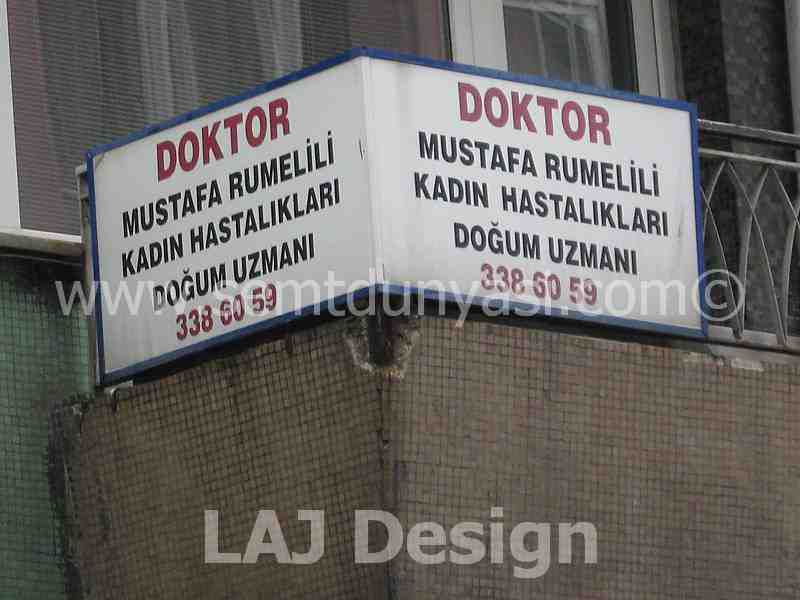 DOKTOR
MUSTAFA RUMELİLİ
KADIN HASTALIKLARI
DOĞUM UZMANI
338 60 59
DOKTOR
MUSTAFA RUMELİLİ
KADIN HASTALIKLARI
DOĞUM UZMANI
338 60 59
www.semtdunyasi.com©
LAJ Design